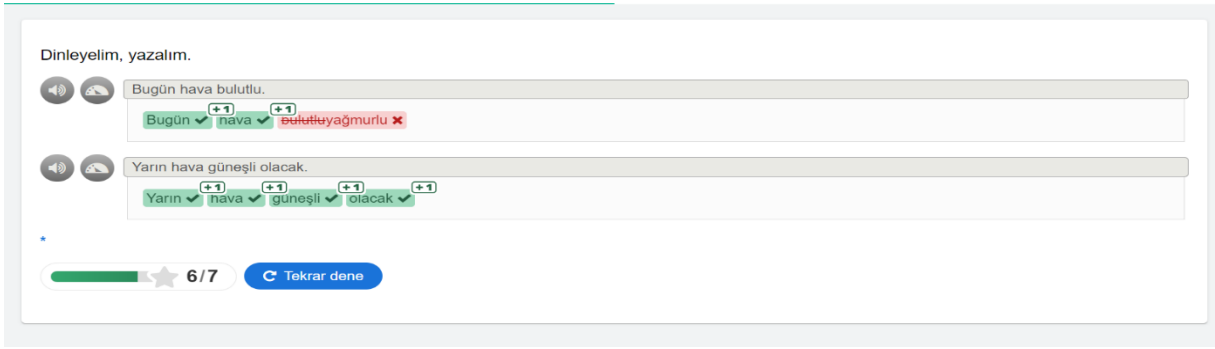 Dinleyelim, yazalım.
Bugün hava bulutlu.
+1 +1
Bugün ✔ hava ✔ bulutluyağmurlu ✖
Yarın hava güneşli olacak.
+1 +1 +1 +1
Yarın ✔ hava ✔ güneşli ✔ olacak ✔
*
6/7 Tekrar dene